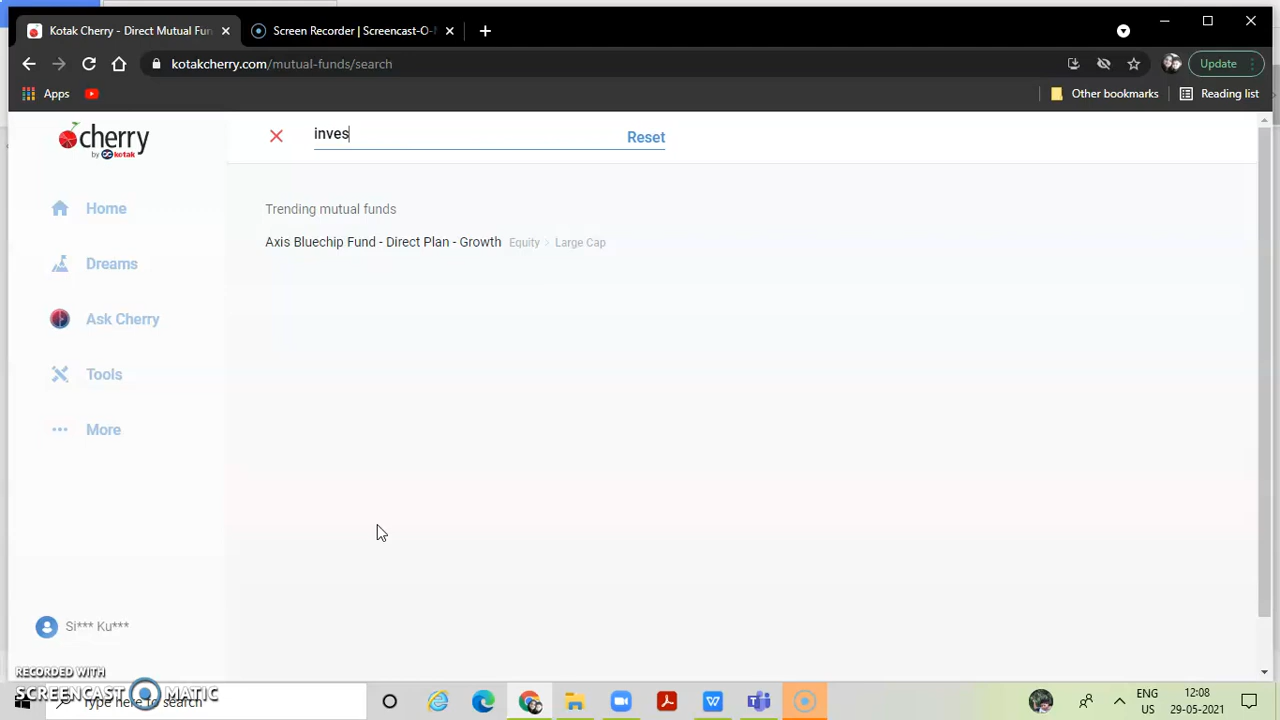 Kotak Cherry - Direct Mutual Fun
Screen Recorder | Screencast-O-
kotakcherry.com/mutual-funds/search
Update
Apps
Other bookmarks
Reading list
cherry
by kotak
inves
Reset
Home
Dreams
Ask Cherry
Tools
More
Trending mutual funds
Axis Bluechip Fund - Direct Plan - Growth Equity > Large Cap
Si*** Ku***
RECORDED WITH
SCREENCAST MATIC
Type here to search
ENG
US
12:08
29-05-2021